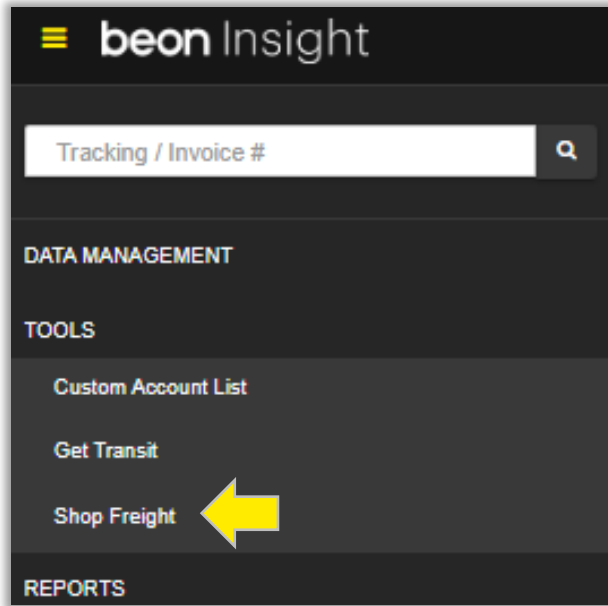 beon Insight
Tracking / Invoice #
DATA MANAGEMENT
TOOLS
Custom Account List
Get Transit
Shop Freight
REPORTS